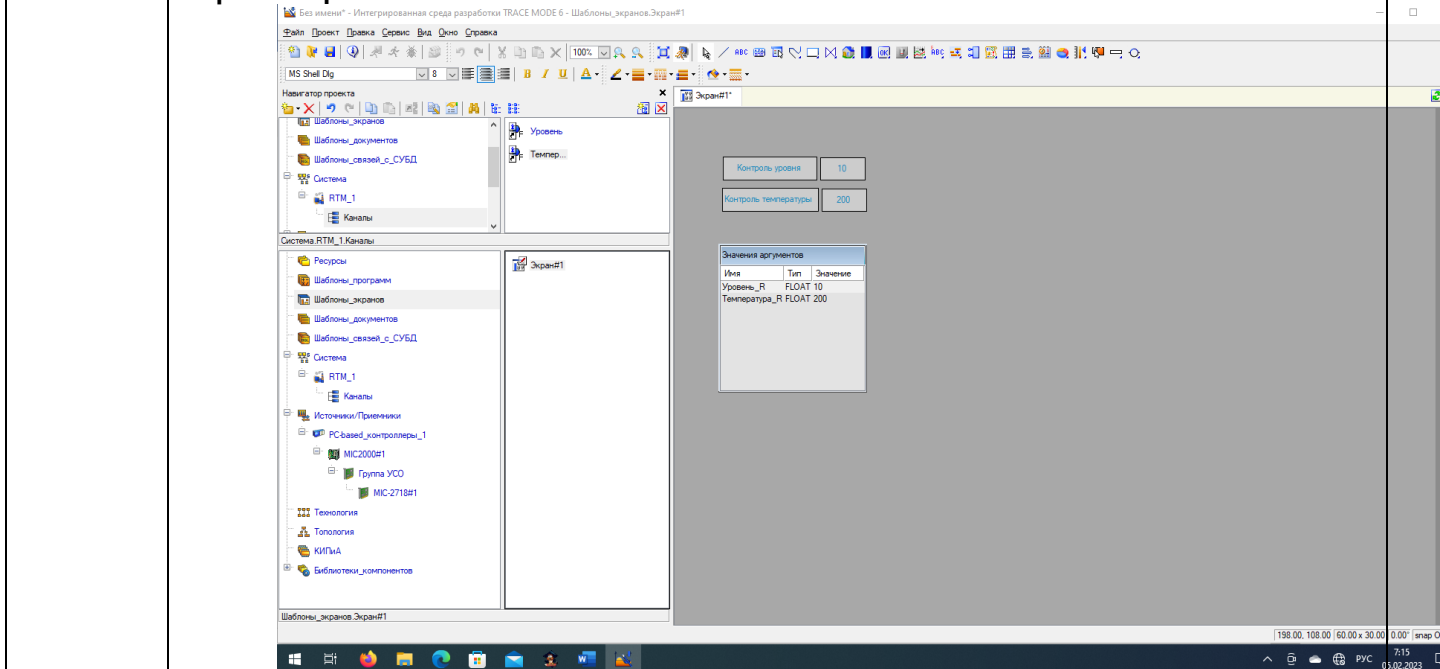 Без имени* - Интегрированная среда разработки TRACE MODE 6 - Шаблоны_экранов.Экран#1
Файл Проект Правка Сервис Вид Окно Справка
100%
ABC
OK
MS Shell Dlg 8 B I U A
Навигатор проекта
Экран#1*
Шаблоны_экранов
Шаблоны_документов
Шаблоны_связей_с_СУБД
Система
RTM_1
Каналы
Уровень
Темпер...
Система.RTM_1.Каналы
Ресурсы
Шаблоны_программ
Шаблоны_экранов
Шаблоны_документов
Шаблоны_связей_с_СУБД
Система
RTM_1
Каналы
Источники/Приемники
PC-based_контроллеры_1
MIC2000#1
Группа УСО
MIC-2718#1
Технология
Топология
КИПиА
Библиотеки_компонентов
Экран#1
Шаблоны_экранов.Экран#1
Контроль уровня 10
Контроль температуры 200
Значения аргументов
Имя Тип Значение
Уровень_R FLOAT 10
Температура_R FLOAT 200
198.00, 108.00 60.00 x 30.00 0.00° snap
РУС
7:15
05.02.2023